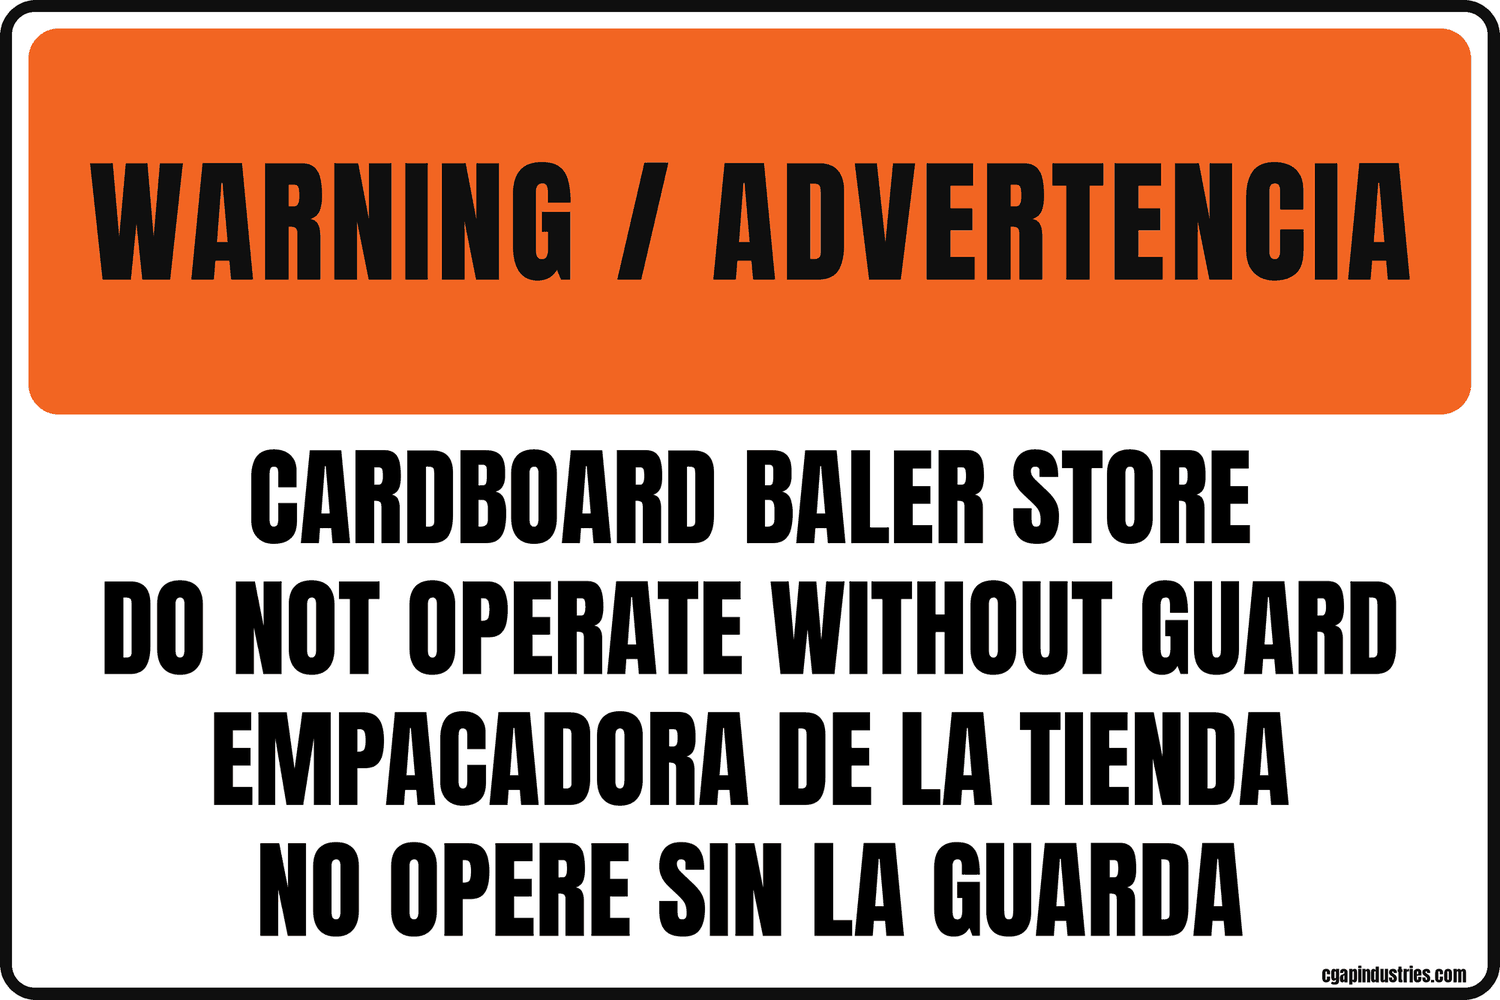 WARNING / ADVERTENCIA
CARDBOARD BALER STORE
DO NOT OPERATE WITHOUT GUARD
EMPACADORA DE LA TIENDA
NO OPERE SIN LA GUARDA
cgapindustries.com